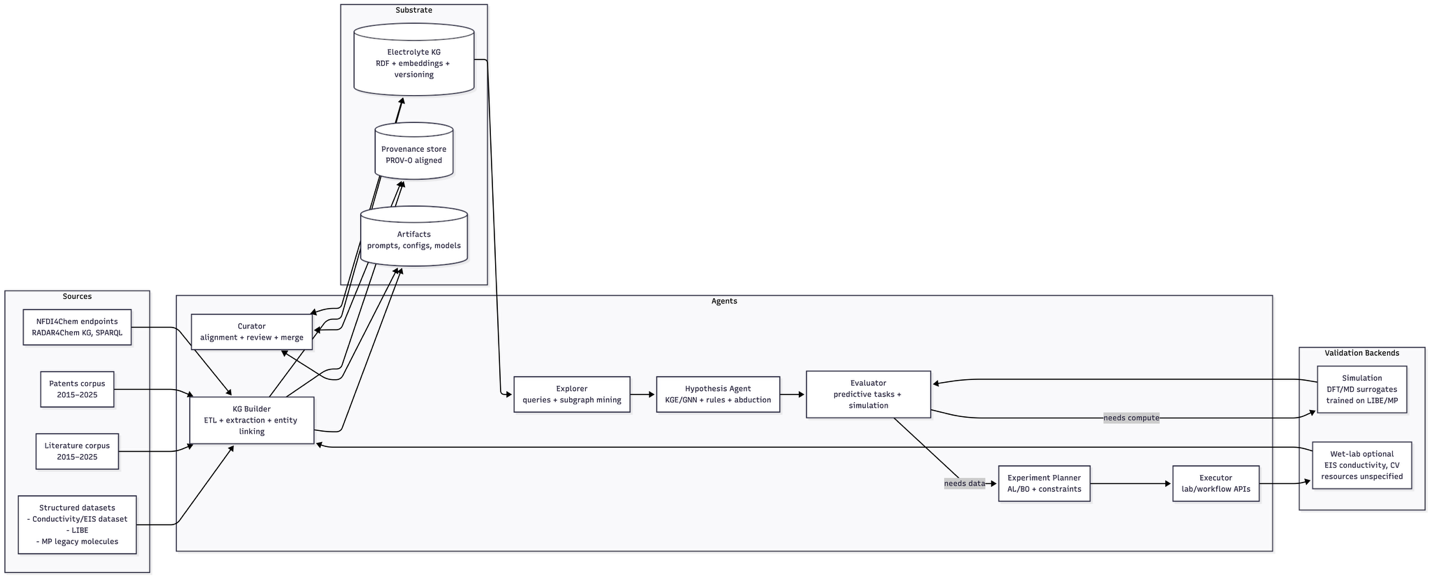 Substrate
Electrolyte KG
RDF + embeddings +
versioning
Provenance store
PROV-O aligned
Artifacts
prompts, configs, models
Sources
NFDI4Chem endpoints
RADAR4Chem KG, SPARQL
Patents corpus
2015–2025
Literature corpus
2015–2025
Structured datasets
- Conductivity/EIS dataset
- LIBE
- MP legacy molecules
Agents
Curator
alignment + review + merge
KG Builder
ETL + extraction + entity
linking
Explorer
queries + subgraph mining
Hypothesis Agent
KGE/GNN + rules + abduction
Evaluator
predictive tasks +
simulation
needs compute
needs data
Experiment Planner
AL/BO + constraints
Executor
lab/workflow APIs
Validation Backends
Simulation
DFT/MD surrogates
trained on LIBE/MP
Wet-lab optional
EIS conductivity, CV
resources unspecified